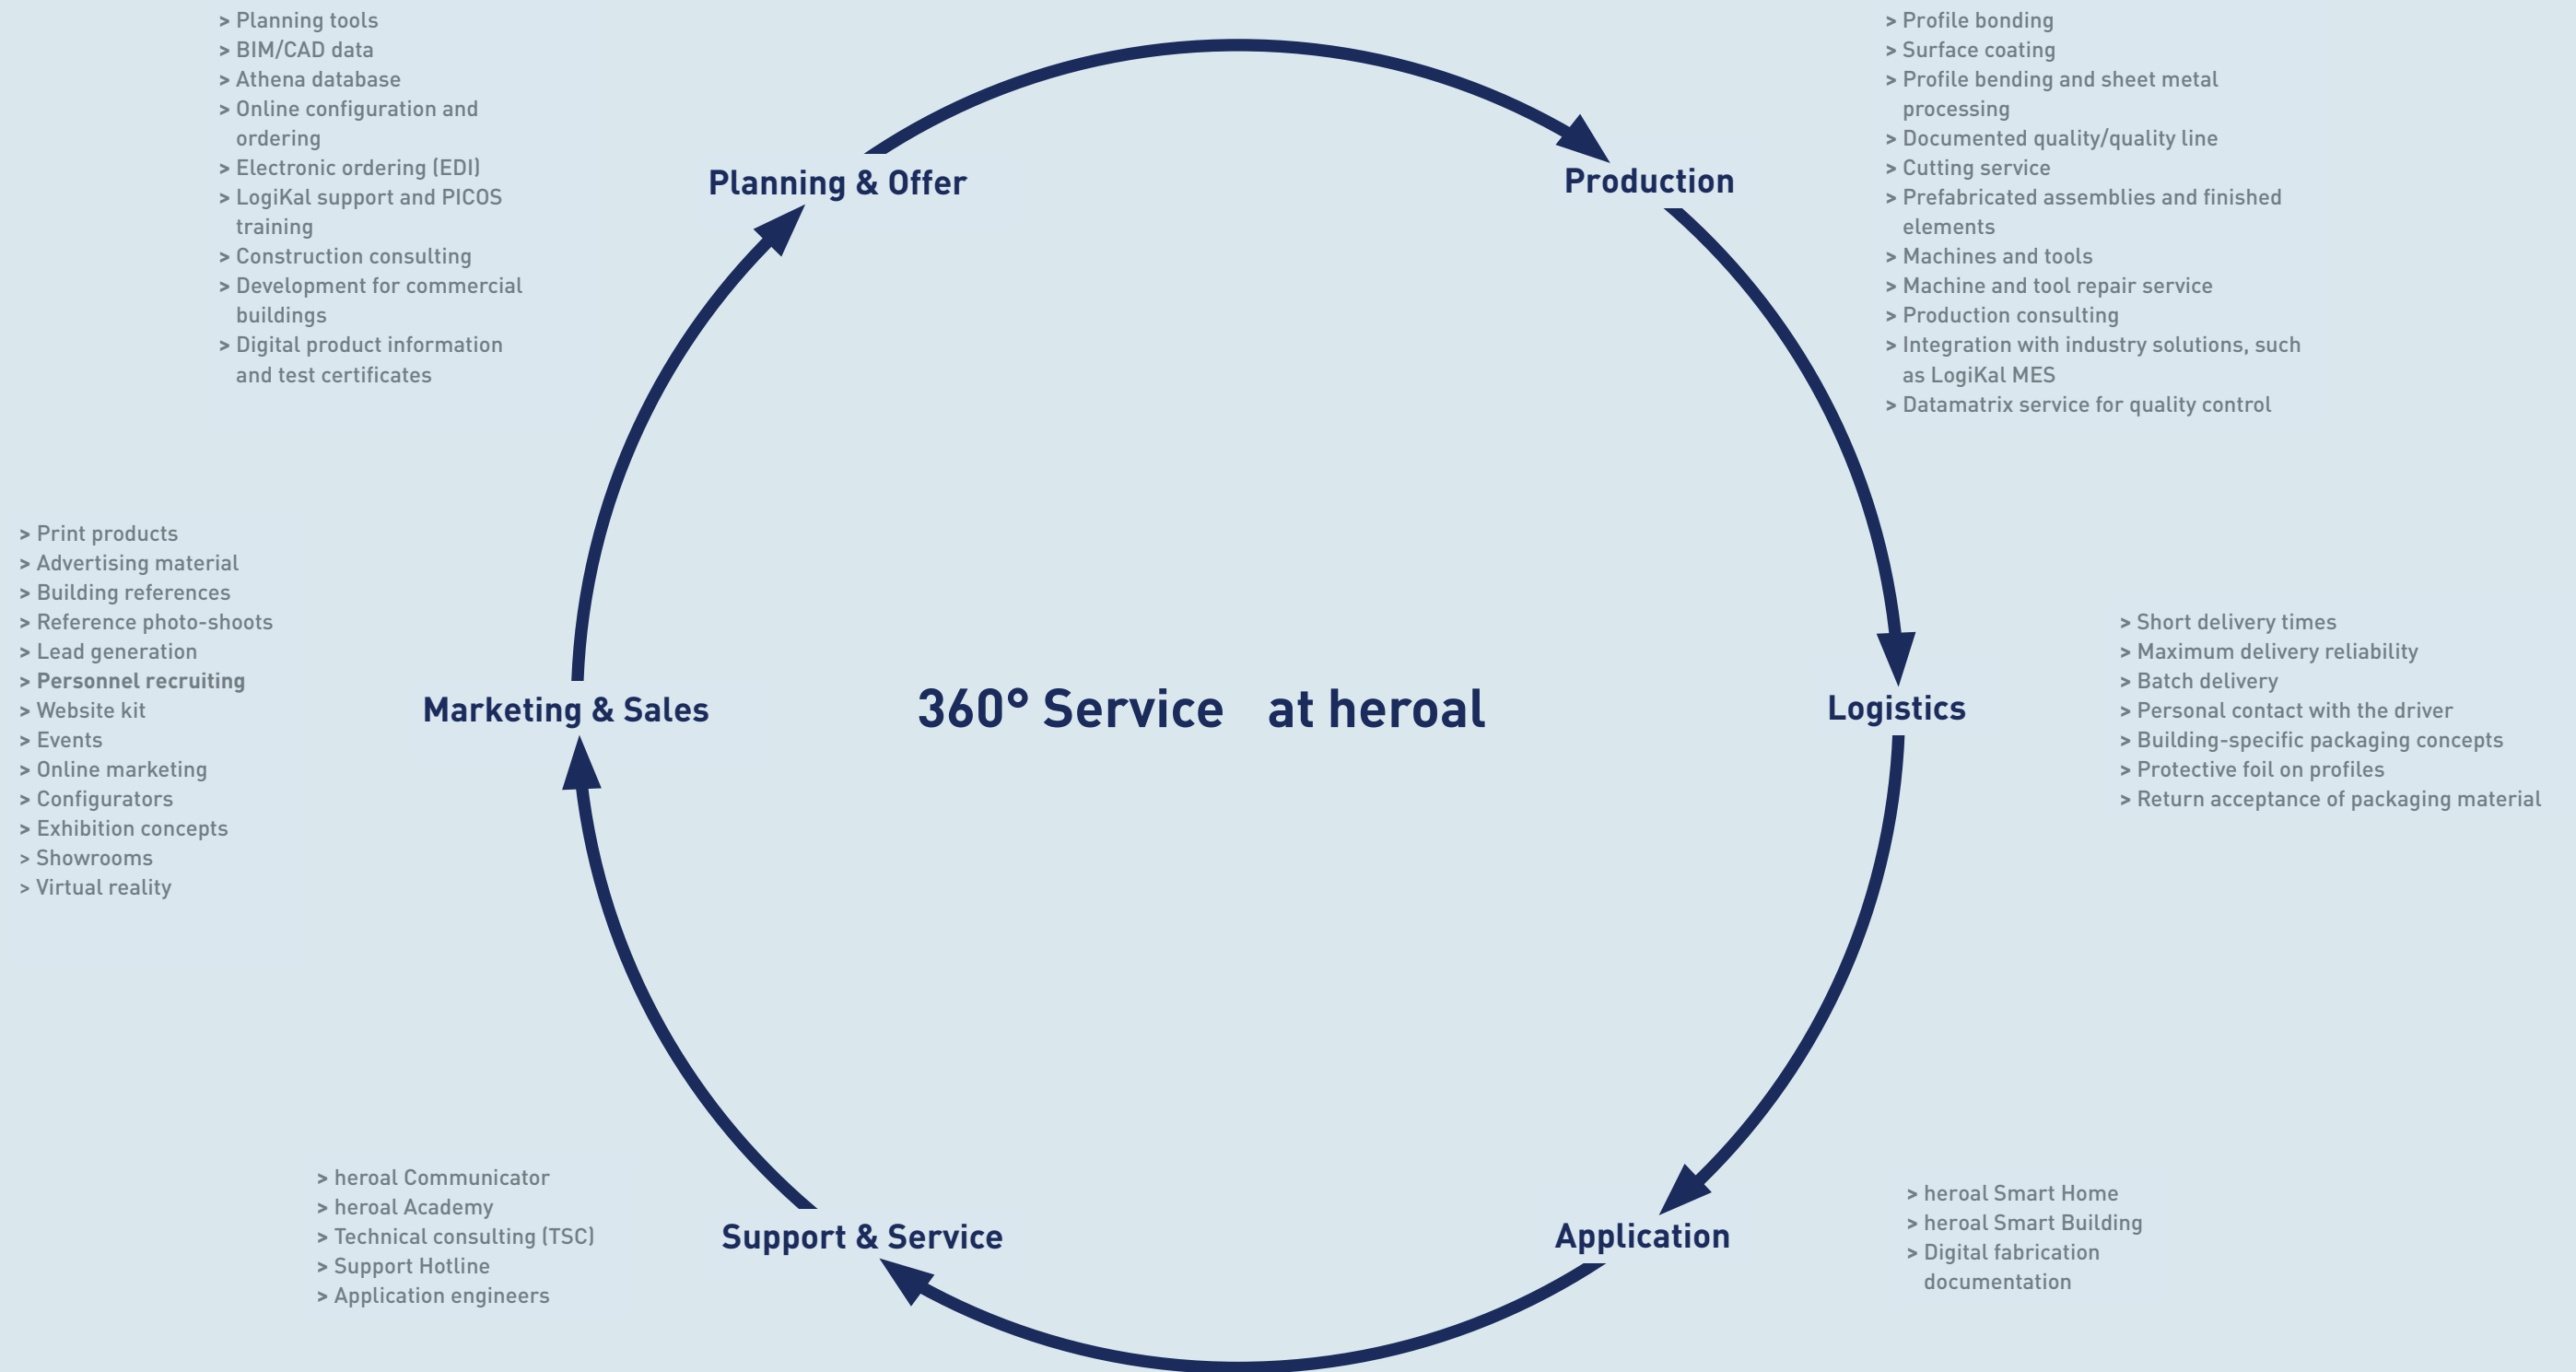 > Planning tools
> BIM/CAD data
> Athena database
> Online configuration and
ordering
> Electronic ordering (EDI)
> LogiKal support and PICOS
training
> Construction consulting
> Development for commercial
buildings
> Digital product information
and test certificates
> Profile bonding
> Surface coating
> Profile bending and sheet metal
processing
> Documented quality/quality line
> Cutting service
> Prefabricated assemblies and finished
elements
> Machines and tools
> Machine and tool repair service
> Production consulting
> Integration with industry solutions, such
as LogiKal MES
> Datamatrix service for quality control
Planning & Offer
Production
> Print products
> Advertising material
> Building references
> Reference photo-shoots
> Lead generation
> Personnel recruiting
> Website kit
> Events
> Online marketing
> Configurators
> Exhibition concepts
> Showrooms
> Virtual reality
Marketing & Sales
360° Service at heroal
Logistics
> Short delivery times
> Maximum delivery reliability
> Batch delivery
> Personal contact with the driver
> Building-specific packaging concepts
> Protective foil on profiles
> Return acceptance of packaging material
> heroal Communicator
> heroal Academy
> Technical consulting (TSC)
> Support Hotline
> Application engineers
Support & Service
Application
> heroal Smart Home
> heroal Smart Building
> Digital fabrication
documentation